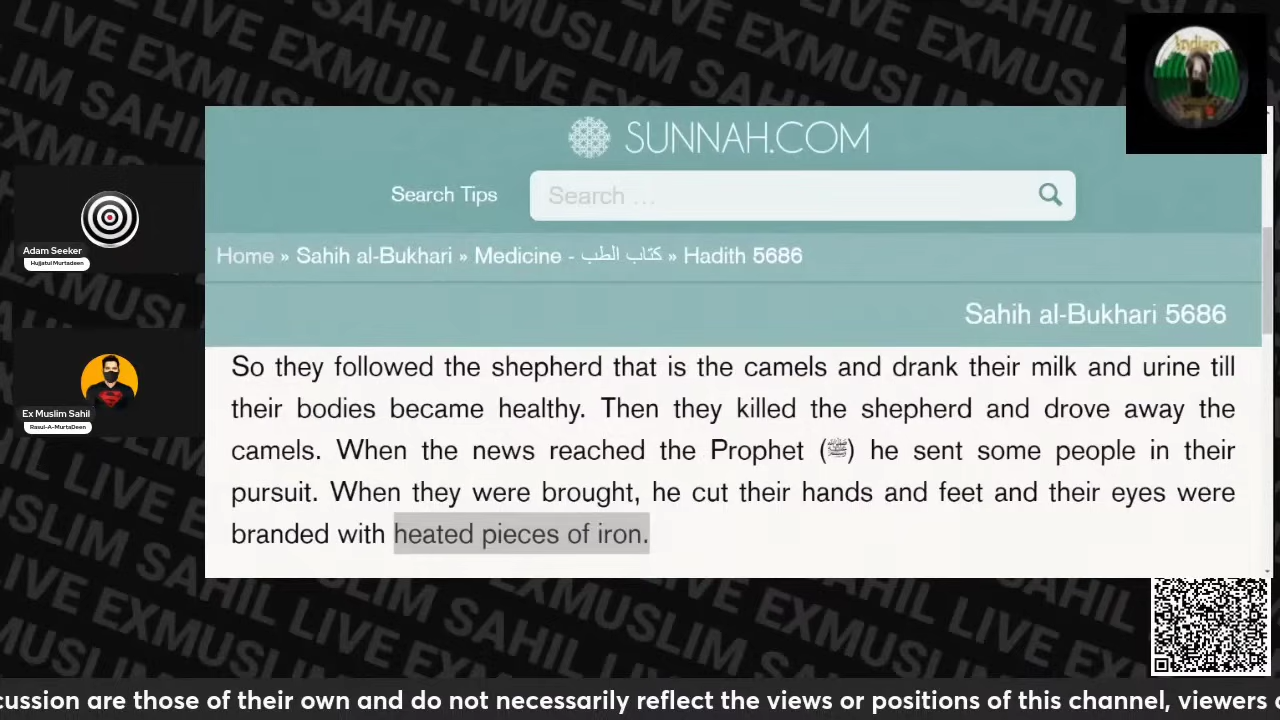 SUNNAH.COM
Search Tips
Search ...
Home » Sahih al-Bukhari » Medicine - كتاب الطب » Hadith 5686
Sahih al-Bukhari 5686
So they followed the shepherd that is the camels and drank their milk and urine till
their bodies became healthy. Then they killed the shepherd and drove away the
camels. When the news reached the Prophet (ﷺ) he sent some people in their
pursuit. When they were brought, he cut their hands and feet and their eyes were
branded with heated pieces of iron.
Adam Seeker
Hujjatul Murtadeen
Ex Muslim Sahil
Rasul-A-MurtaDeen
Indian
cussion are those of their own and do not necessarily reflect the views or positions of this channel, viewers